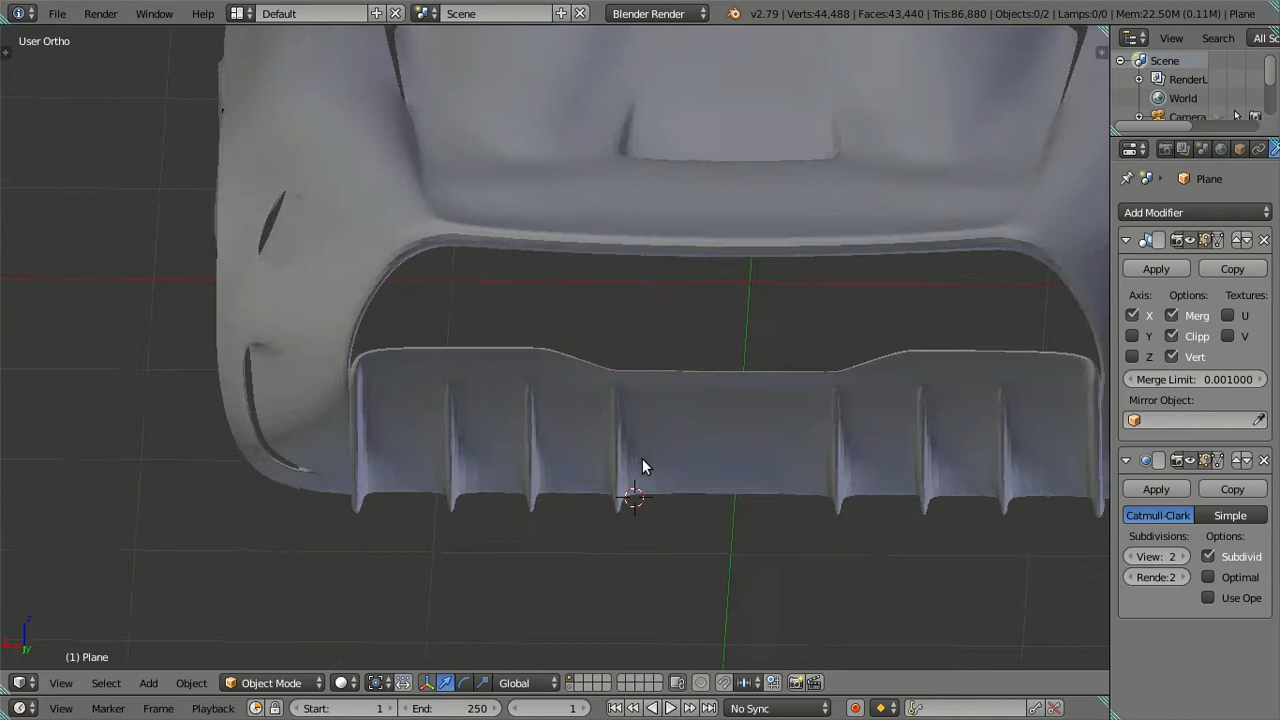 File Render Window Help Default Scene Blender Render v2.79 | Verts:44,488 | Faces:43,440 | Tris:86,880 | Objects:0/2 | Lamps:0/0 | Mem:22.50M (0.11M) | Plane
User Ortho
View Search All Sc
Scene
RenderL
World
Camera
Plane
Add Modifier
Apply Copy
Axis: Options: Textures:
X Merg U
Y Clipp V
Z Vert
Merge Limit: 0.001000
Mirror Object:
Apply Copy
Catmull-Clark Simple
Subdivisions: Options:
View: 2 Subdivid
Rende:2 Optimal
Use Ope
z
x
y
(1) Plane
View Select Add Object Object Mode Global
View Marker Frame Playback Start: 1 End: 250 1 No Sync